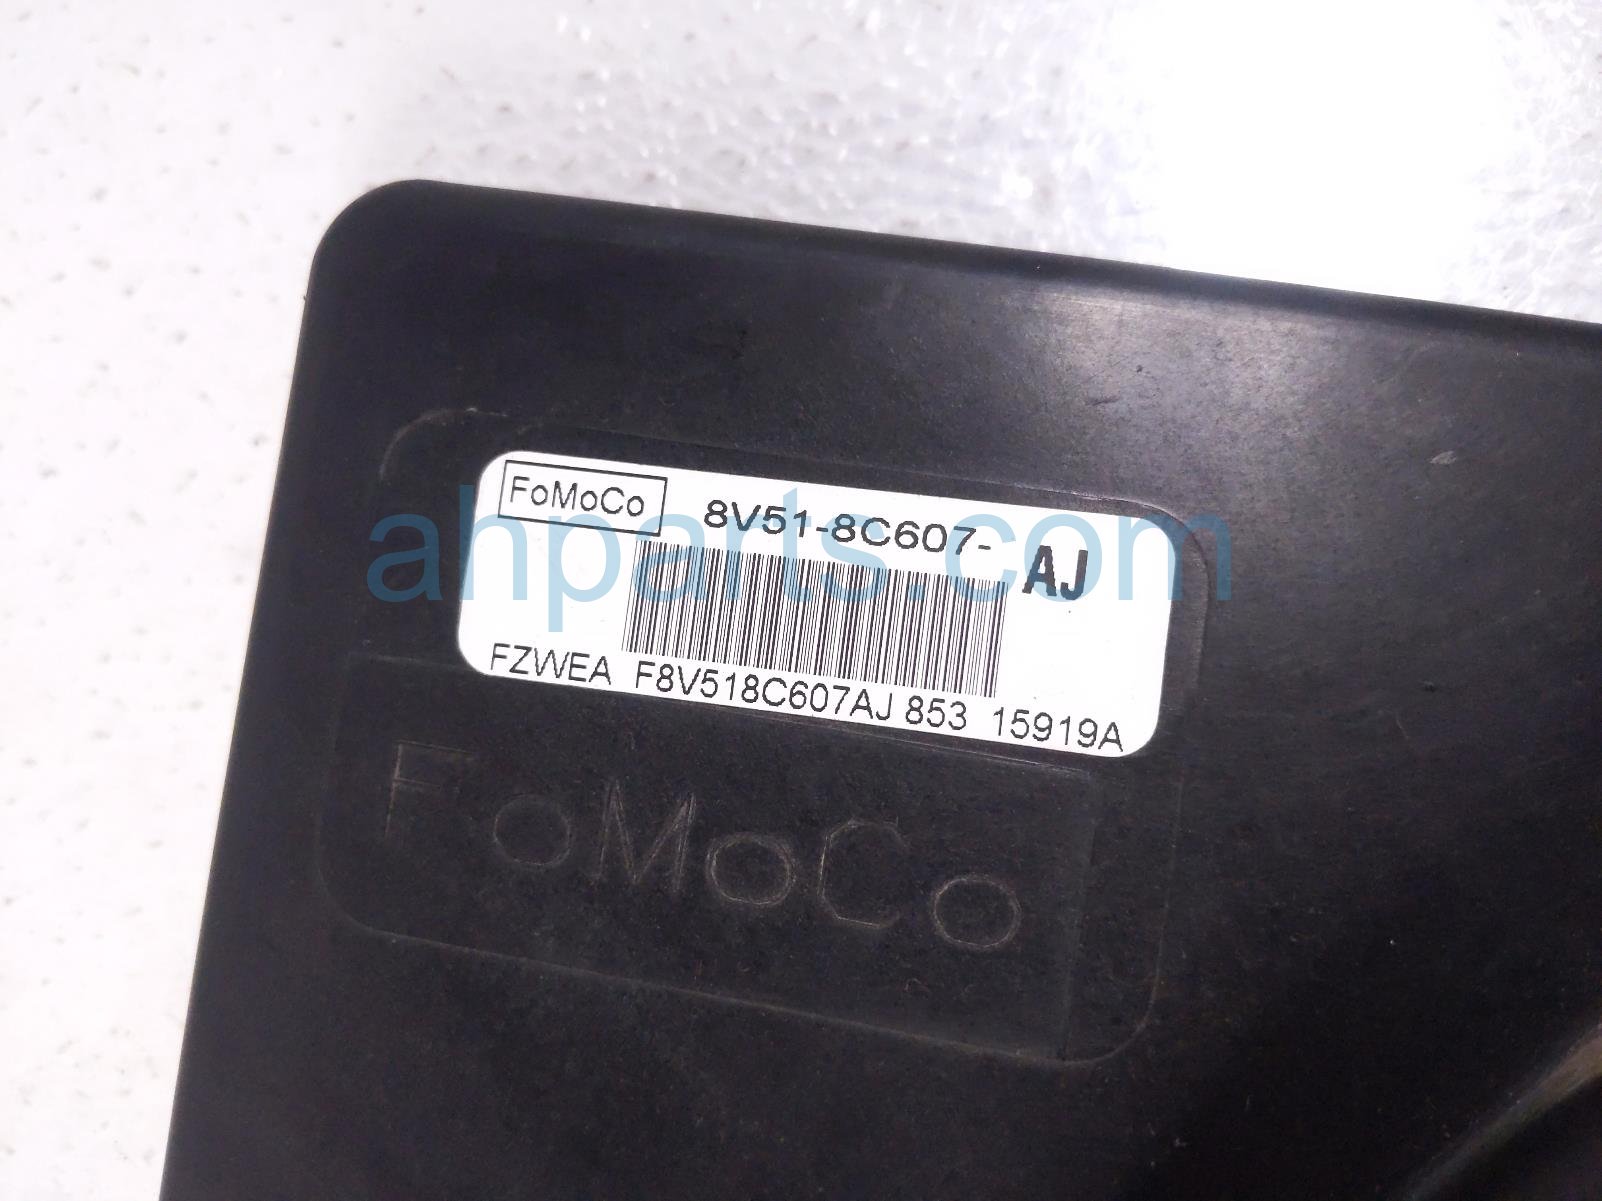 FoMoCo 8V51-8C607- AJ
FZWEA F8V518C607AJ 853 15919A
FoMoCo
ahparts.com